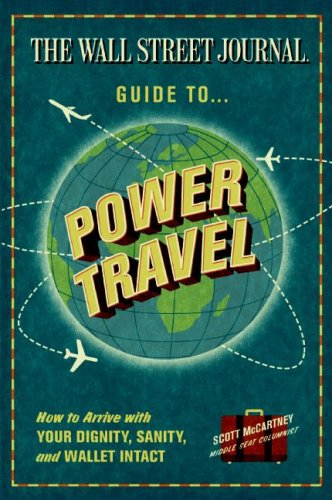 THE WALL STREET JOURNAL.
GUIDE TO...
POWER
TRAVEL
How to Arrive with
YOUR DIGNITY, SANITY,
and WALLET INTACT
SCOTT McCARTNEY
MIDDLE SEAT COLUMNIST